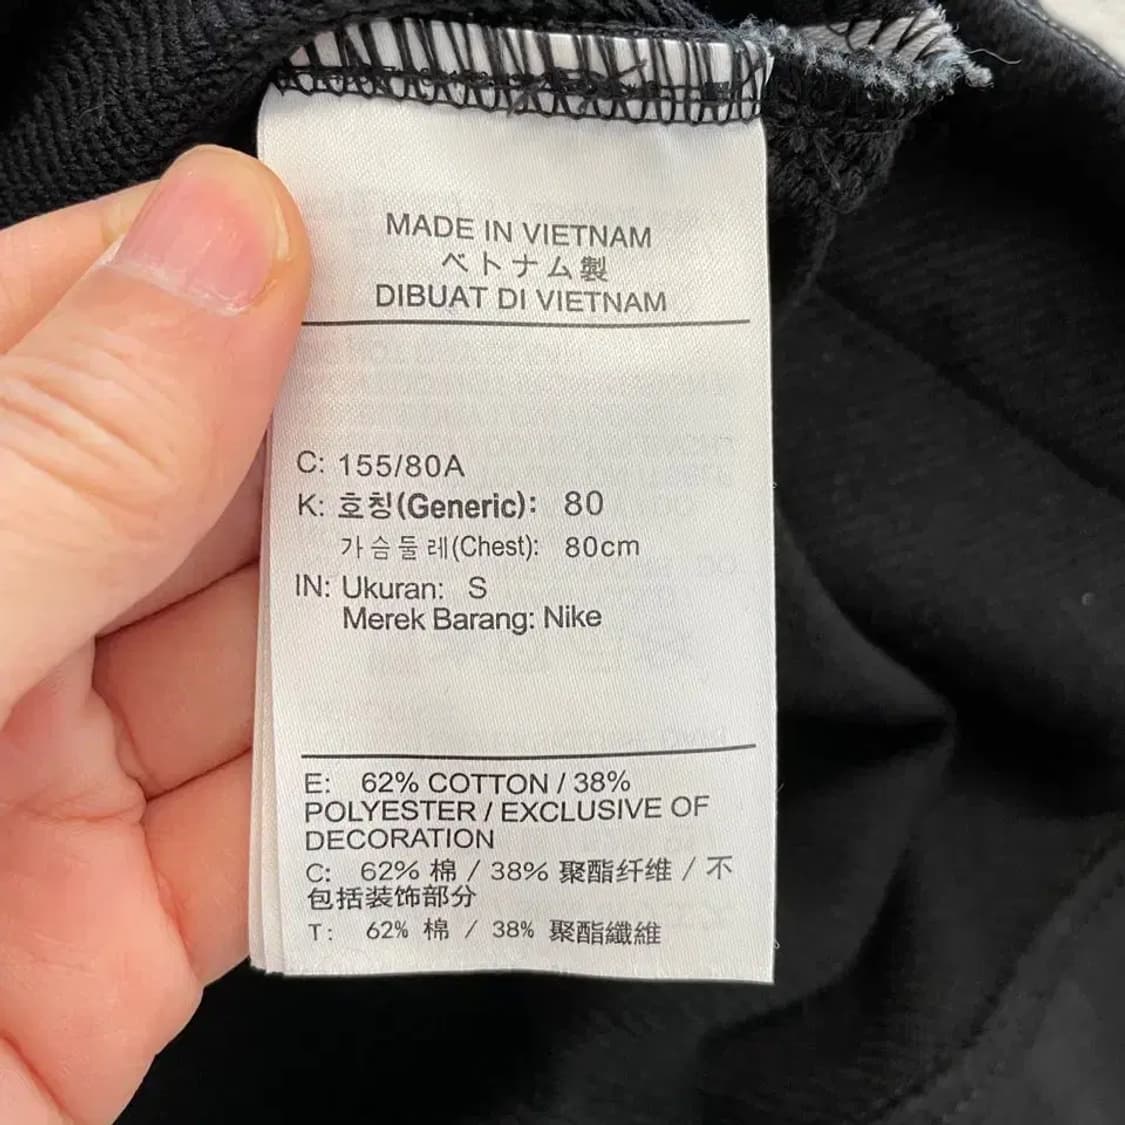 MADE IN VIETNAM
ベトナム製
DIBUAT DI VIETNAM
C: 155/80A
K: 호칭(Generic): 80
가슴둘레(Chest): 80cm
IN: Ukuran: S
Merek Barang: Nike
E: 62% COTTON / 38%
POLYESTER / EXCLUSIVE OF
DECORATION
C: 62% 棉 / 38% 聚酯纤维 / 不
包括装饰部分
T: 62% 棉 / 38% 聚酯纖維